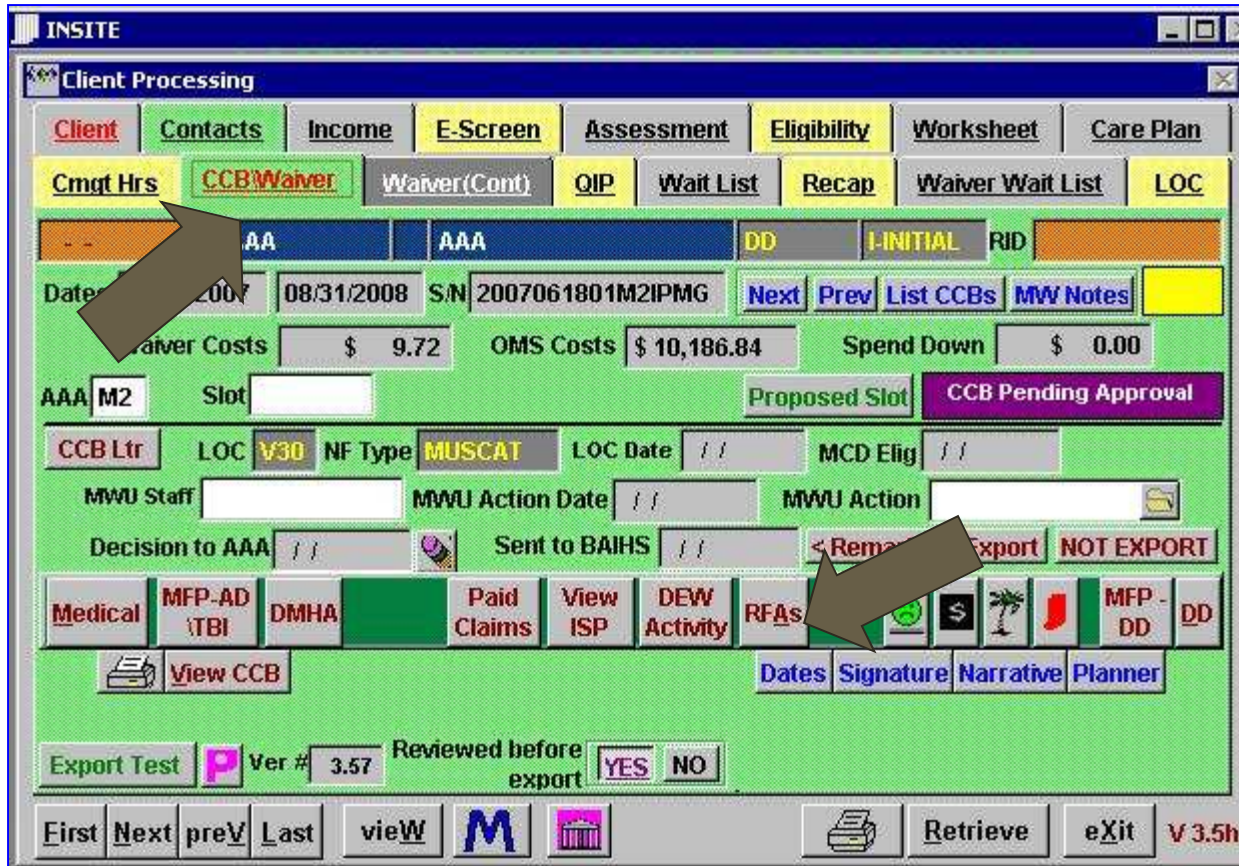 INSITE
Client Processing
Client Contacts Income E-Screen Assessment Eligibility Worksheet Care Plan
Cmgt Hrs CCB\Waiver Waiver(Cont) QIP Wait List Recap Waiver Wait List LOC
- - AAA AAA DD I-INITIAL RID
2007 08/31/2008 S/N 2007061801M2IPMG Next Prev List CCBs MW Notes
Costs $ 9.72 OMS Costs $ 10,186.84 Spend Down $ 0.00
AAA M2 Slot Proposed Slot CCB Pending Approval
CCB Ltr LOC V30 NF Type MUSCAT LOC Date / / MCD Elig / /
MWU Staff MWU Action Date / / MWU Action
Decision to AAA / / Sent to BAIHS / / Export NOT EXPORT
Medical MFP-AD \TBI DMHA Paid Claims View ISP DEW Activity RFAs $ MFP - DD DD
View CCB Dates Signature Narrative Planner
Export Test P Ver # 3.57 Reviewed before export YES NO
First Next preV Last vieW M Retrieve eXit V 3.5h